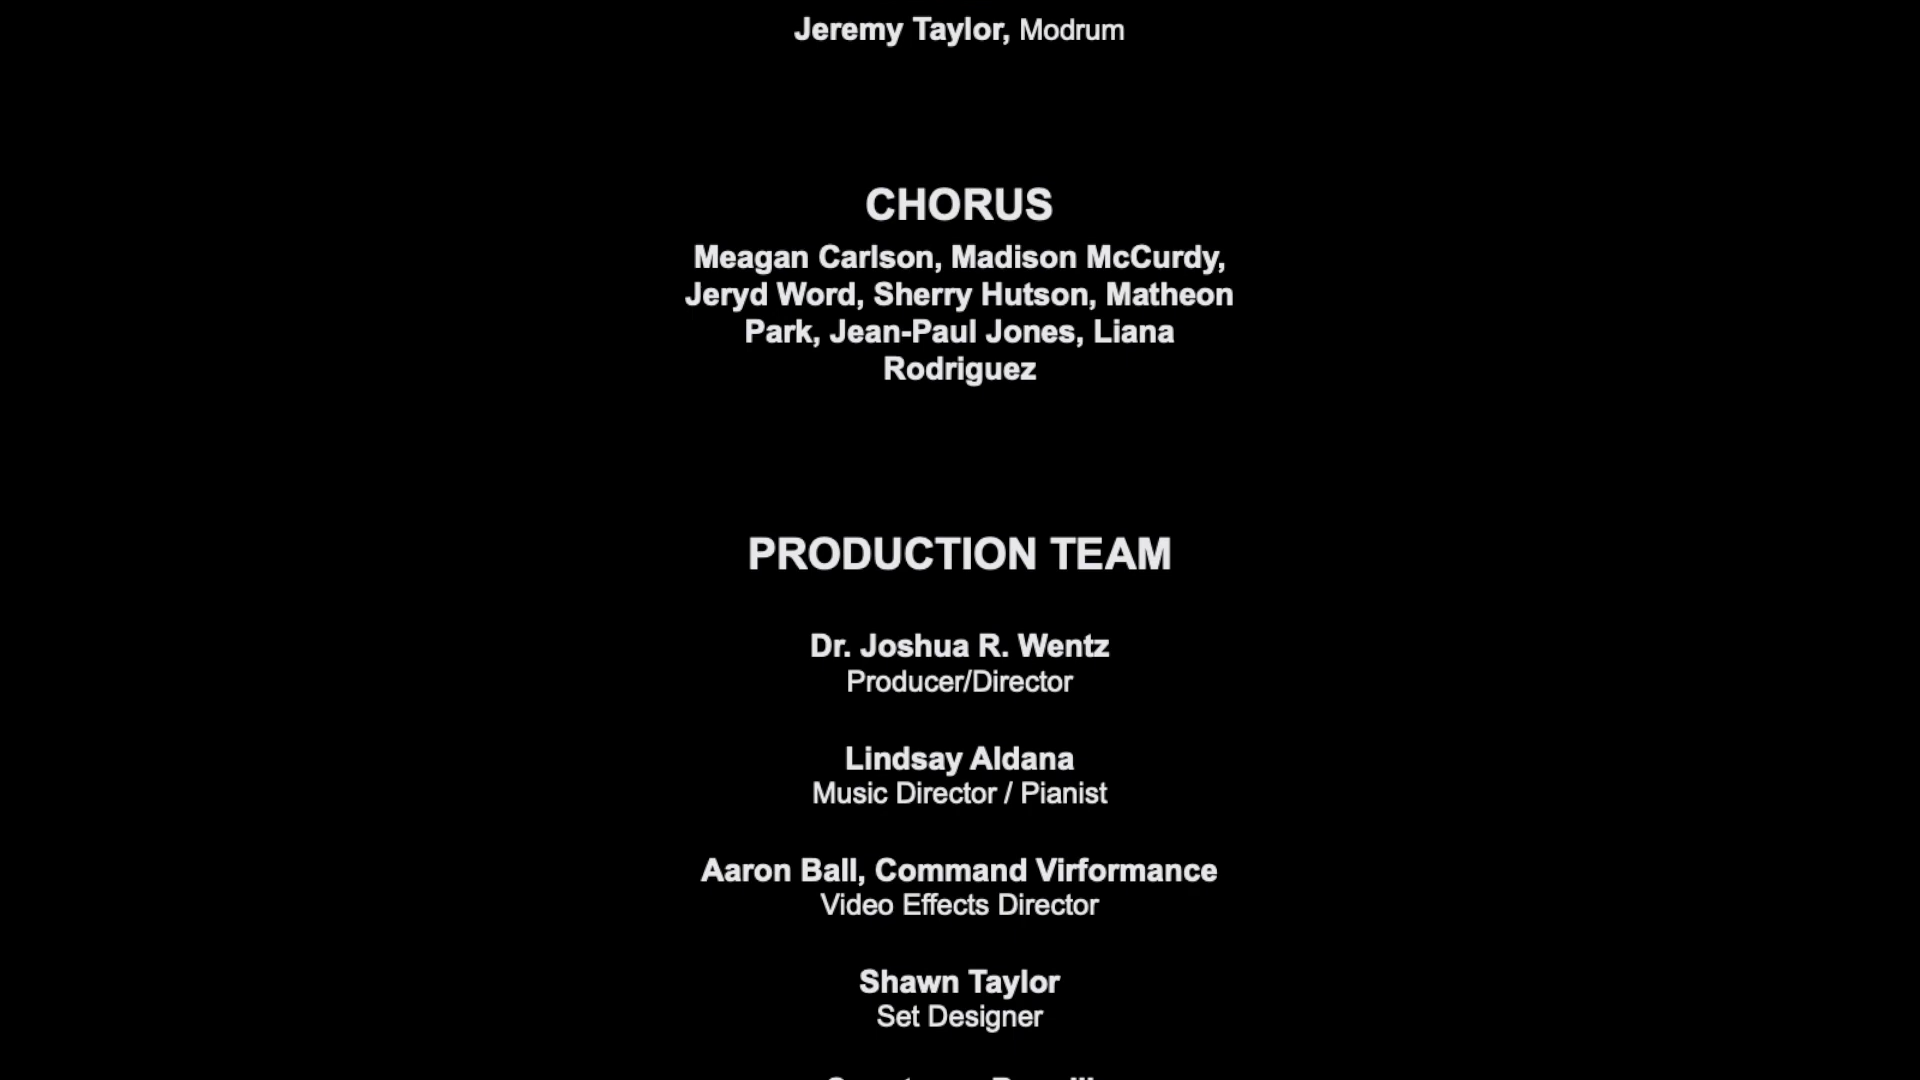 Jeremy Taylor, Modrum
CHORUS
Meagan Carlson, Madison McCurdy,
Jeryd Word, Sherry Hutson, Matheon
Park, Jean-Paul Jones, Liana
Rodriguez
PRODUCTION TEAM
Dr. Joshua R. Wentz
Producer/Director
Lindsay Aldana
Music Director / Pianist
Aaron Ball, Command Virformance
Video Effects Director
Shawn Taylor
Set Designer